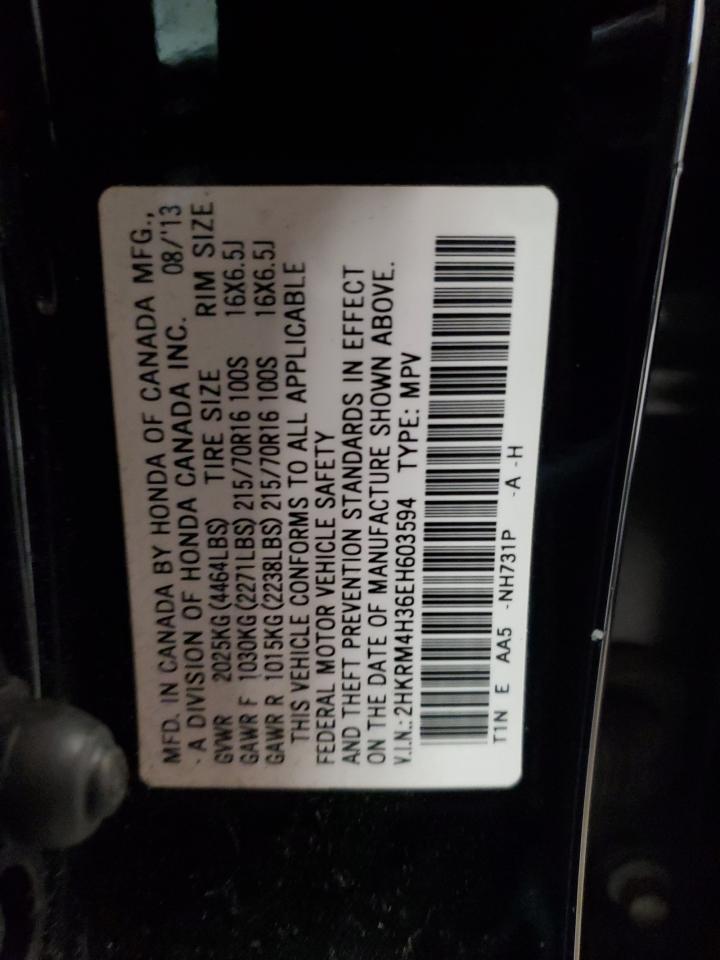 MFD. IN CANADA BY HONDA OF CANADA MFG.,
- A DIVISION OF HONDA CANADA INC. 08/'13
GVWR 2025KG(4464LBS) TIRE SIZE RIM SIZE
GAWR F 1030KG(2271LBS) 215/70R16 100S 16X6.5J
GAWR R 1015KG(2238LBS) 215/70R16 100S 16X6.5J
THIS VEHICLE CONFORMS TO ALL APPLICABLE
FEDERAL MOTOR VEHICLE SAFETY
AND THEFT PREVENTION STANDARDS IN EFFECT
ON THE DATE OF MANUFACTURE SHOWN ABOVE.
V.I.N.: 2HKRM4H36EH603594 TYPE: MPV
T1N E AA5 -NH731P -A -H